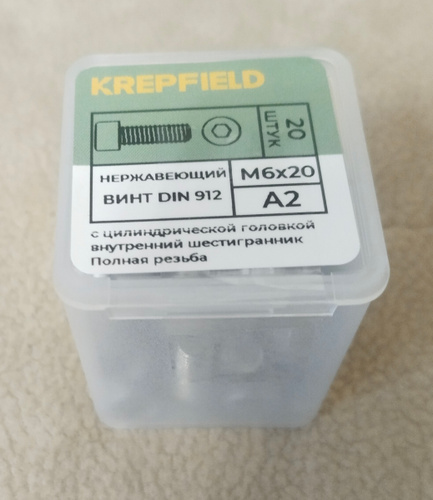 KREPFIELD
20 ШТУК
НЕРЖАВЕЮЩИЙ
ВИНТ DIN 912
M6x20
A2
с цилиндрической головкой
внутренний шестигранник
Полная резьба